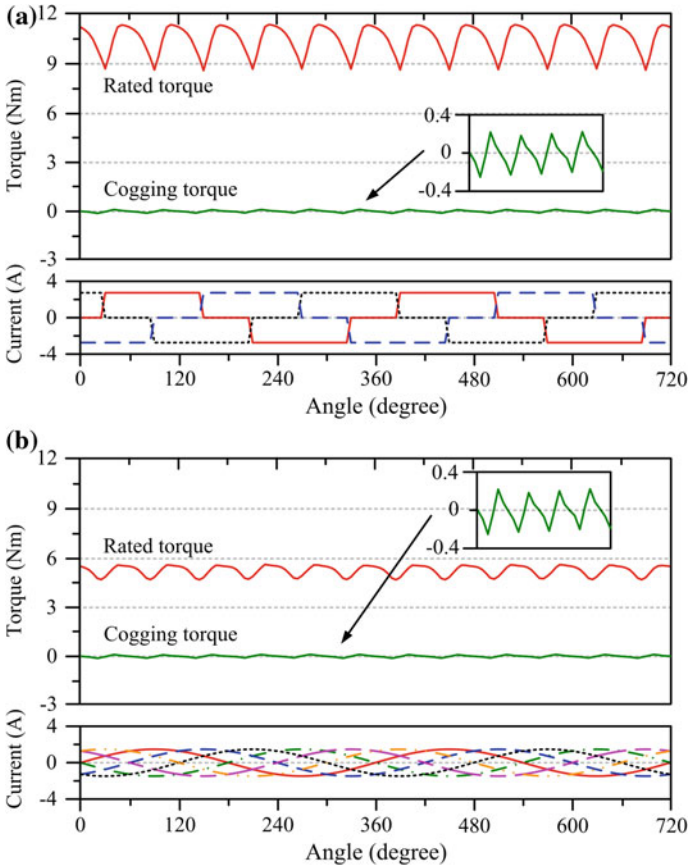 (a)
12
9
6
3
0
-3
Torque (Nm)
Rated torque
Cogging torque
0.4
0
-0.4
4
0
-4
Current (A)
0 120 240 360 480 600 720
Angle (degree)
(b)
12
9
6
3
0
-3
Torque (Nm)
Rated torque
Cogging torque
0.4
0
-0.4
4
0
-4
Current (A)
0 120 240 360 480 600 720
Angle (degree)